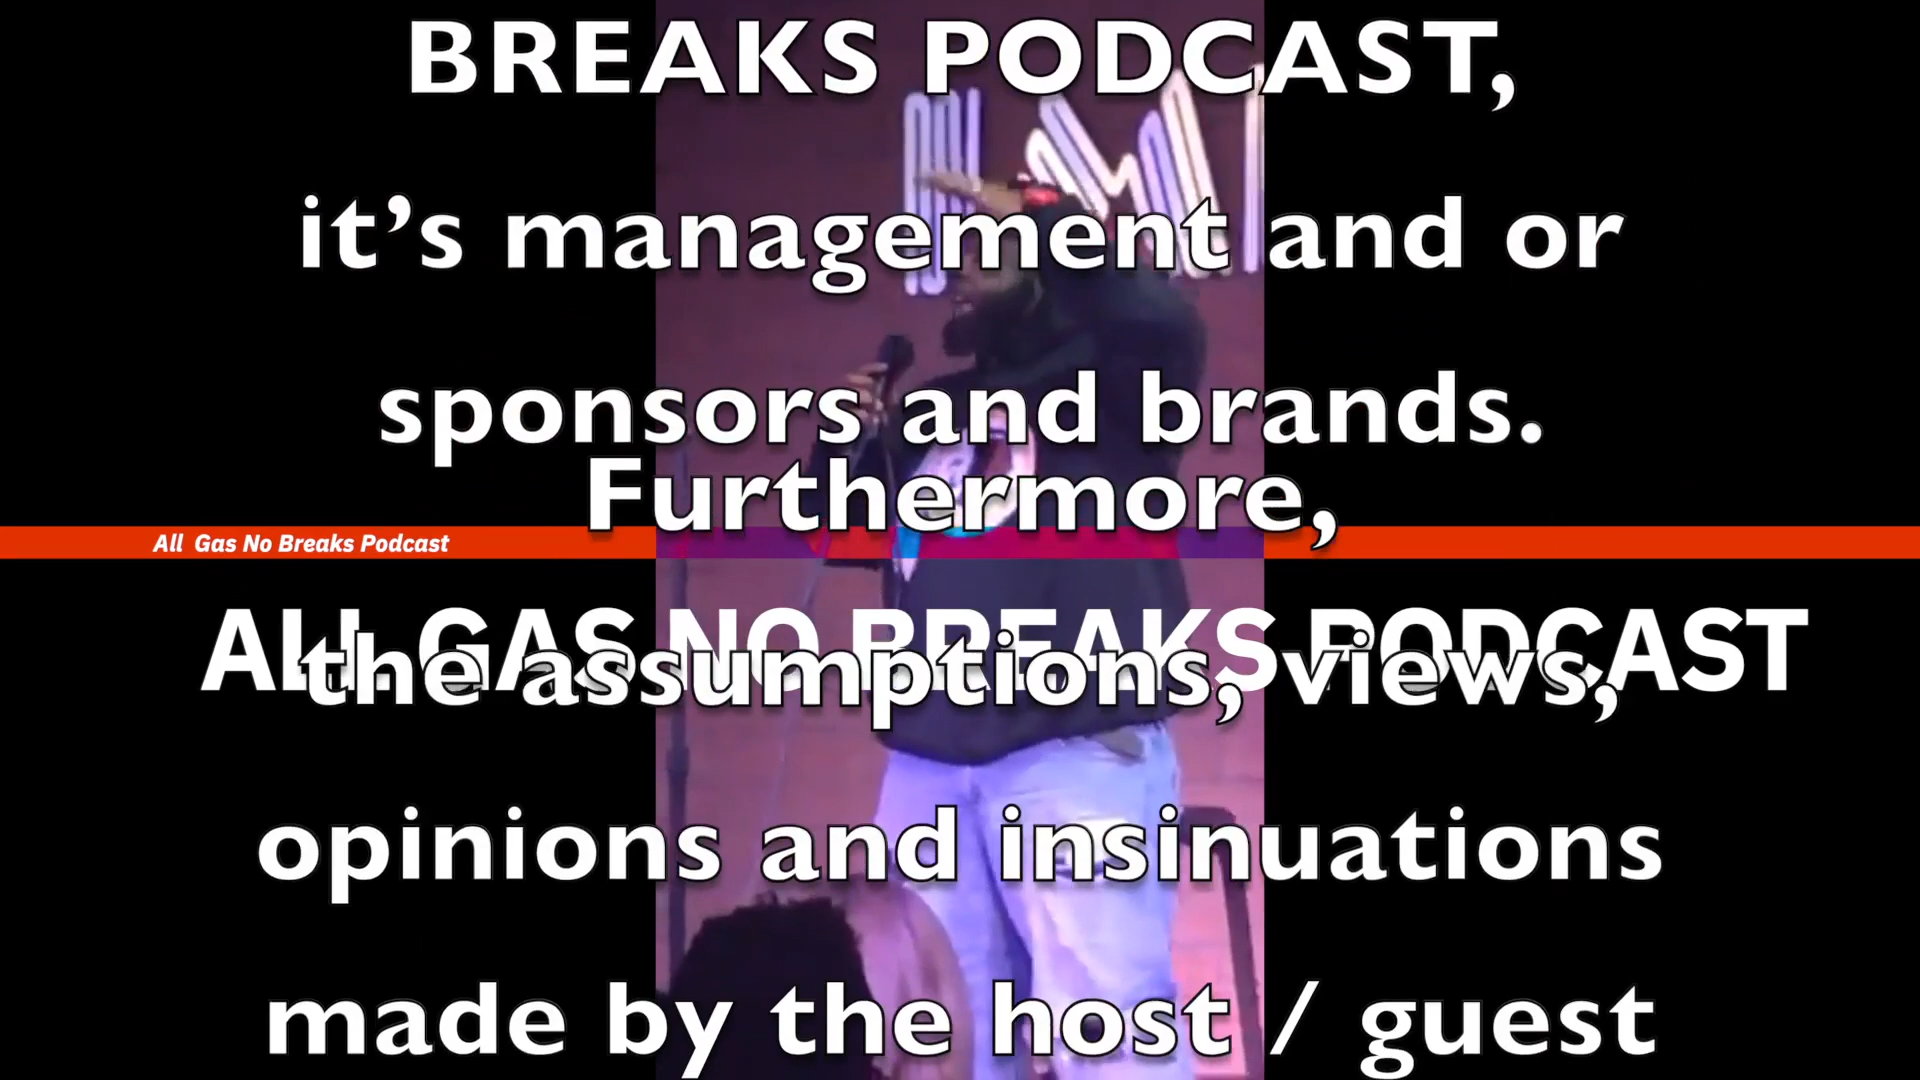 BREAKS PODCAST,
it’s management and or
sponsors and brands.
Furthermore,
All Gas No Breaks Podcast
ALL GAS NO BREAKS PODCAST
the assumptions, views,
opinions and insinuations
made by the host / guest